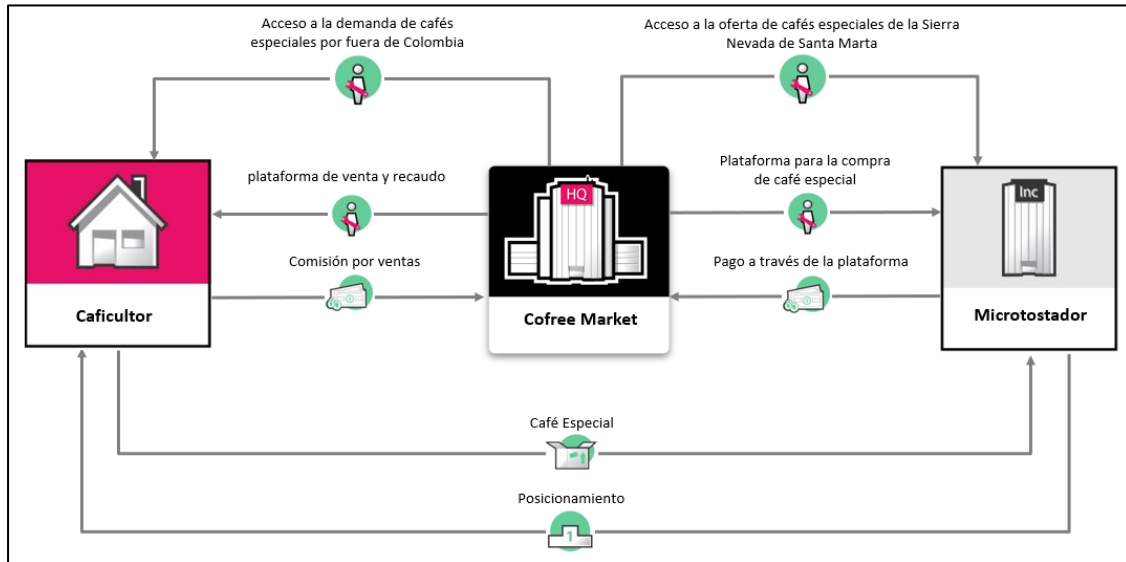 Acceso a la demanda de cafés
especiales por fuera de Colombia
Acceso a la oferta de cafés especiales de la Sierra
Nevada de Santa Marta
plataforma de venta y recaudo
Plataforma para la compra
de café especial
HQ
Inc
Comisión por ventas
Pago a través de la plataforma
Caficultor
Cofree Market
Microtostador
Café Especial
Posicionamiento
1